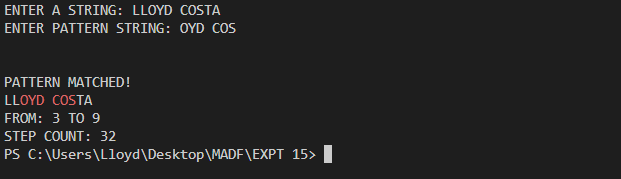 ENTER A STRING: LLOYD COSTA
ENTER PATTERN STRING: OYD COS
PATTERN MATCHED!
LLOYD COSTA
FROM: 3 TO 9
STEP COUNT: 32
PS C:\Users\Lloyd\Desktop\MADF\EXPT 15>